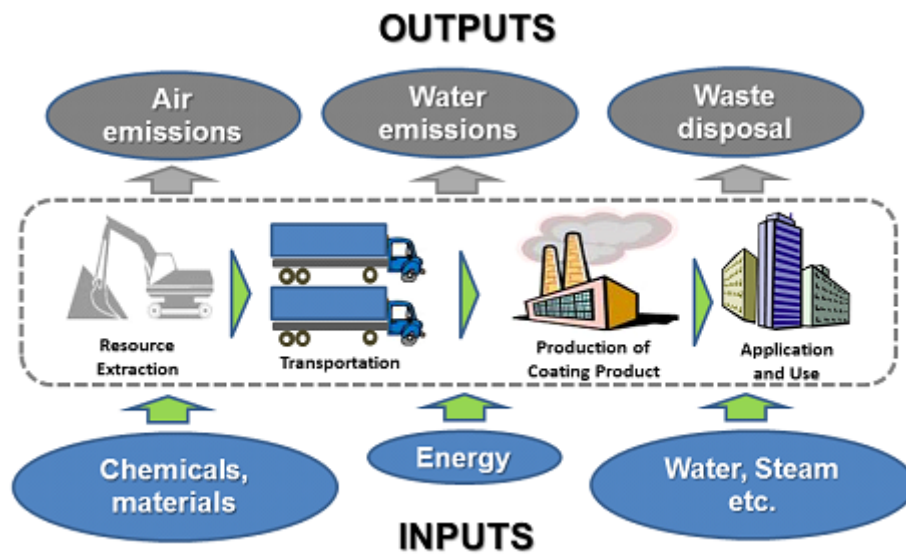 OUTPUTS
Air
emissions
Water
emissions
Waste
disposal
Resource
Extraction
Transportation
Production of
Coating Product
Application
and Use
Chemicals,
materials
Energy
Water, Steam
etc.
INPUTS